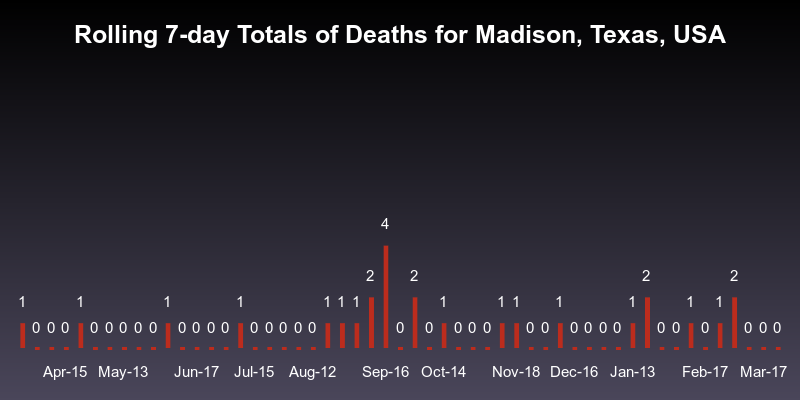 Rolling 7-day Totals of Deaths for Madison, Texas, USA
4
2 2 2 2
1 1 1 1 1 1 1 1 1 1 1 1 1 1
0 0 0 0 0 0 0 0 0 0 0 0 0 0 0 0 0 0 0 0 0 0 0 0 0 0 0 0 0 0 0 0 0 0
Apr-15 May-13 Jun-17 Jul-15 Aug-12 Sep-16 Oct-14 Nov-18 Dec-16 Jan-13 Feb-17 Mar-17